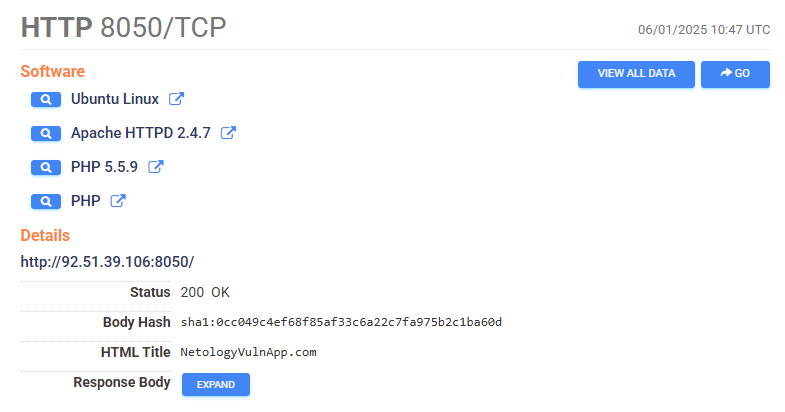 HTTP 8050/TCP
06/01/2025 10:47 UTC
Software
VIEW ALL DATA
GO
Ubuntu Linux
Apache HTTPD 2.4.7
PHP 5.5.9
PHP
Details
http://92.51.39.106:8050/
Status 200 OK
Body Hash sha1:0cc049c4ef68f85af33c6a22c7fa975b2c1ba60d
HTML Title NetologyVulnApp.com
Response Body EXPAND